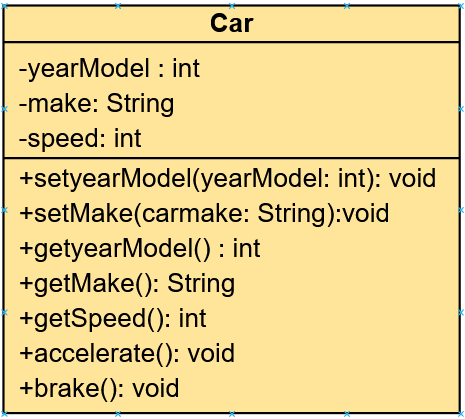 Car
-yearModel : int
-make: String
-speed: int
+setyearModel(yearModel: int): void
+setMake(carmake: String):void
+getyearModel() : int
+getMake(): String
+getSpeed(): int
+accelerate(): void
+brake(): void